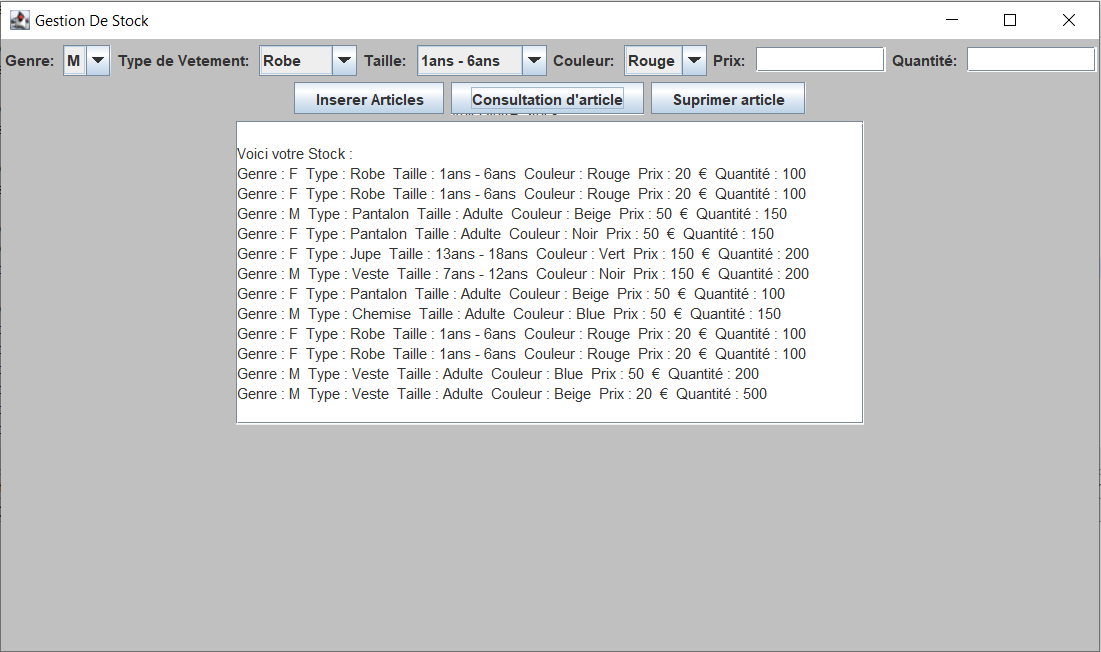 Gestion De Stock
Genre: M Type de Vetement: Robe Taille: 1ans - 6ans Couleur: Rouge Prix: Quantité:
Inserer Articles Consultation d'article Suprimer article
Voici votre Stock :
Genre : F Type : Robe Taille : 1ans - 6ans Couleur : Rouge Prix : 20 € Quantité : 100
Genre : F Type : Robe Taille : 1ans - 6ans Couleur : Rouge Prix : 20 € Quantité : 100
Genre : M Type : Pantalon Taille : Adulte Couleur : Beige Prix : 50 € Quantité : 150
Genre : F Type : Pantalon Taille : Adulte Couleur : Noir Prix : 50 € Quantité : 150
Genre : F Type : Jupe Taille : 13ans - 18ans Couleur : Vert Prix : 150 € Quantité : 200
Genre : M Type : Veste Taille : 7ans - 12ans Couleur : Noir Prix : 150 € Quantité : 200
Genre : F Type : Pantalon Taille : Adulte Couleur : Beige Prix : 50 € Quantité : 100
Genre : M Type : Chemise Taille : Adulte Couleur : Blue Prix : 50 € Quantité : 150
Genre : F Type : Robe Taille : 1ans - 6ans Couleur : Rouge Prix : 20 € Quantité : 100
Genre : F Type : Robe Taille : 1ans - 6ans Couleur : Rouge Prix : 20 € Quantité : 100
Genre : M Type : Veste Taille : Adulte Couleur : Blue Prix : 50 € Quantité : 200
Genre : M Type : Veste Taille : Adulte Couleur : Beige Prix : 20 € Quantité : 500